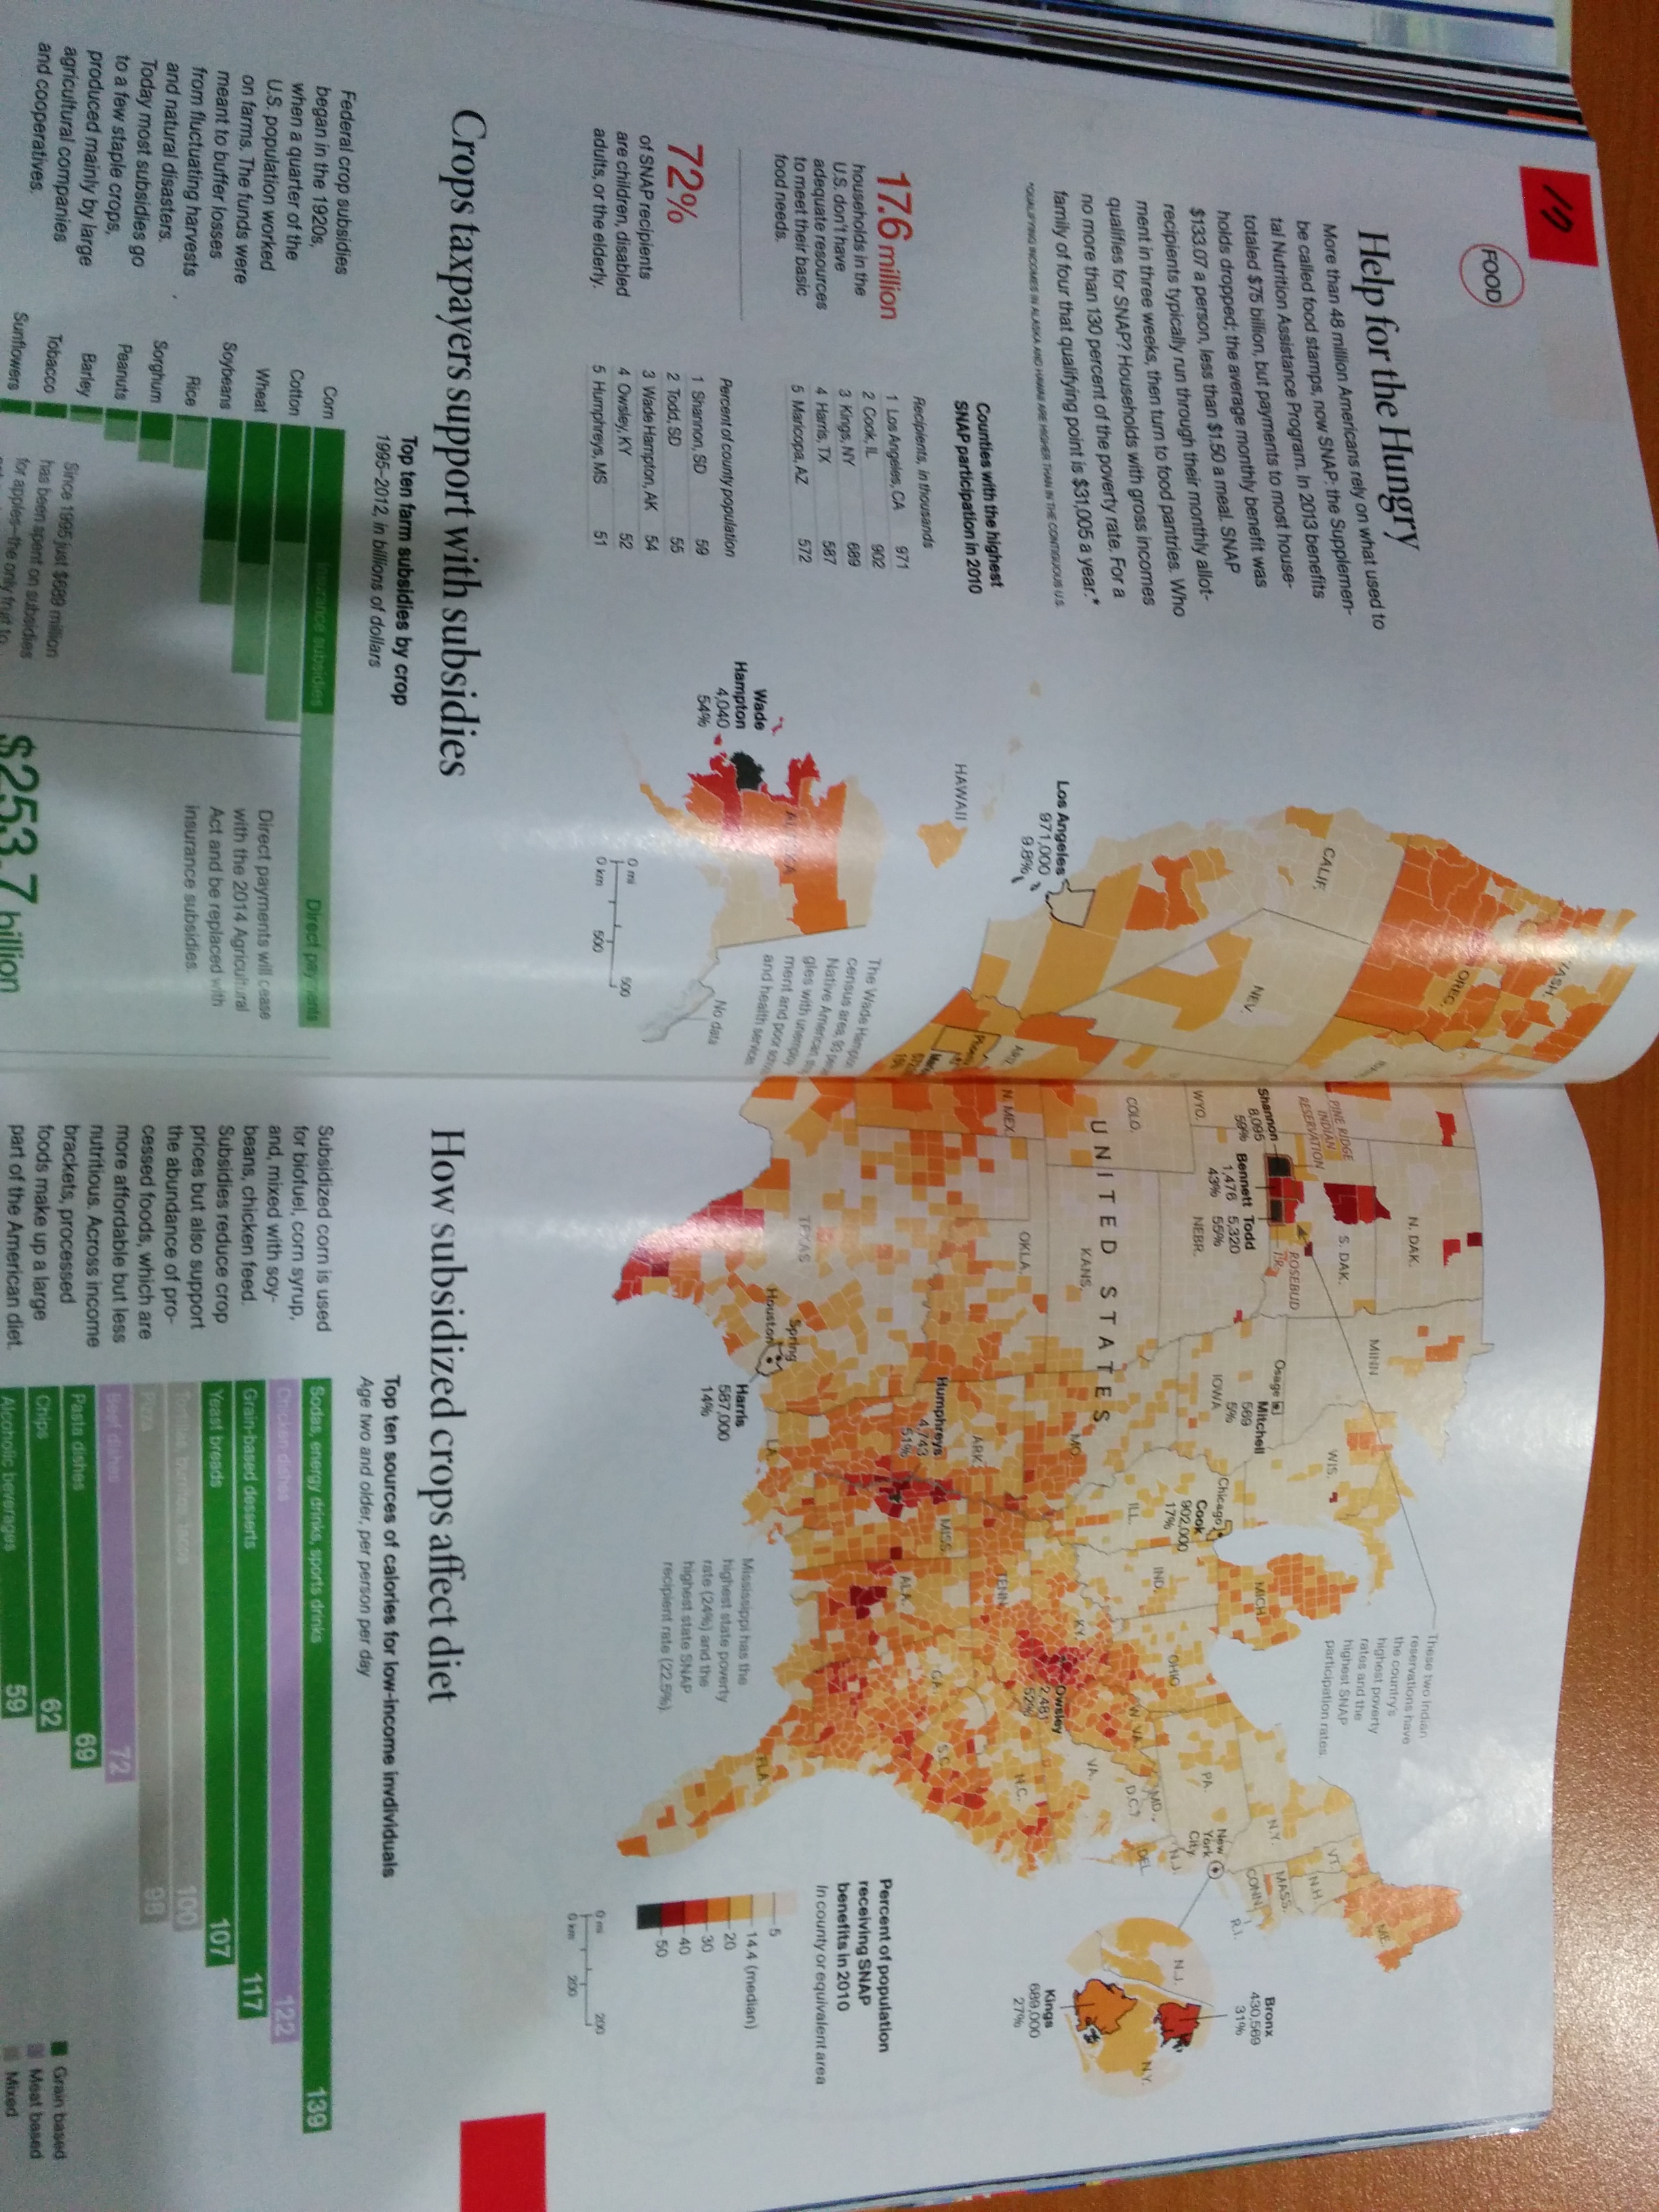 FOOD
Help for the Hungry
More than 48 million Americans rely on what used to
be called food stamps, now SNAP: the Supplemen-
tal Nutrition Assistance Program. In 2013 benefits
totaled $75 billion, but payments to most house-
holds dropped; the average monthly benefit was
$133.07 a person, less than $1.50 a meal. SNAP
recipients typically run through their monthly allot-
ment in three weeks, then turn to food pantries. Who
qualifies for SNAP? Households with gross incomes
no more than 130 percent of the poverty rate. For a
family of four that qualifying point is $31,005 a year.*
*QUALIFYING INCOMES IN ALASKA AND HAWAII ARE HIGHER THAN IN THE CONTIGUOUS U.S.
17.6 million
households in the
U.S. don't have
adequate resources
to meet their basic
food needs.
72%
of SNAP recipients
are children, disabled
adults, or the elderly.
Counties with the highest
SNAP participation in 2010
Recipients, in thousands
1 Los Angeles, CA 971
2 Cook, IL 902
3 Kings, NY 689
4 Harris, TX 587
5 Maricopa, AZ 572
Percent of county population
1 Shannon, SD 59
2 Todd, SD 55
3 Wade Hampton, AK 54
4 Owsley, KY 52
5 Humphreys, MS 51
WASH.
OREG.
CALIF.
NEV.
ARIZ.
Los Angeles
971,000
9.8%
HAWAII
ALASKA
Wade
Hampton
4,040
54%
0 mi 500
0 km 500
No data
The Wade Hampton
census area, 93
Native American,
gles with unemploy-
ment and poor
and health services
UNITED STATES
PINE RIDGE
INDIAN
RESERVATION
Shannon
8,095
59%
Bennett
1,476
43%
Todd
5,320
55%
ROSEBUD
I.R.
N. DAK.
S. DAK.
NEBR.
WYO.
COLO.
KANS.
N. MEX.
OKLA.
TEXAS
MINN.
WIS.
IOWA
Osage
Mitchell
569
5%
Chicago
Cook
902,000
17%
MICH.
ILL.
IND.
OHIO
MO.
ARK.
LA.
MISS.
ALA.
TENN.
KY.
GA.
FLA.
S.C.
N.C.
VA.
W. VA.
D.C.
MD.
DEL.
N.J.
PA.
N.Y.
CONN.
R.I.
MASS.
VT.
N.H.
ME.
Humphreys
4,743
51%
Spring
Houston
Harris
587,000
14%
Owsley
2,481
52%
New
York
City
Bronx
430,569
31%
N.J.
N.Y.
Kings
689,000
27%
These two Indian
reservations have
the country's
highest poverty
rates and the
highest SNAP
participation rates.
Mississippi has the
highest state poverty
rate (24%) and the
highest state SNAP
recipient rate (22.5%).
Percent of population
receiving SNAP
benefits in 2010
In county or equivalent area
5
14.4 (median)
20
30
40
50
0 mi 200
0 km 200
Crops taxpayers support with subsidies
Federal crop subsidies
began in the 1920s,
when a quarter of the
U.S. population worked
on farms. The funds were
meant to buffer losses
from fluctuating harvests
and natural disasters.
Today most subsidies go
to a few staple crops,
produced mainly by large
agricultural companies
and cooperatives.
Top ten farm subsidies by crop
1995–2012, in billions of dollars
Corn
Cotton
Wheat
Soybeans
Rice
Sorghum
Peanuts
Barley
Tobacco
Sunflowers
Insurance subsidies
Direct payments
Direct payments will cease
with the 2014 Agricultural
Act and be replaced with
insurance subsidies.
Since 1995 just $689 million
has been spent on subsidies
for apples–the only fruit to
$253.7 billion
How subsidized crops affect diet
Subsidized corn is used
for biofuel, corn syrup,
and, mixed with soy-
beans, chicken feed.
Subsidies reduce crop
prices but also support
the abundance of pro-
cessed foods, which are
more affordable but less
nutritious. Across income
brackets, processed
foods make up a large
part of the American diet.
Top ten sources of calories for low-income invdividuals
Age two and older, per person per day
Sodas, energy drinks, sports drinks 139
Chicken dishes 122
Grain-based desserts 117
Yeast breads 107
Tortillas, burritos, tacos 100
Pizza 98
Beef dishes 72
Pasta dishes 69
Chips 62
Alcoholic beverages 59
Grain based
Meat based
Mixed